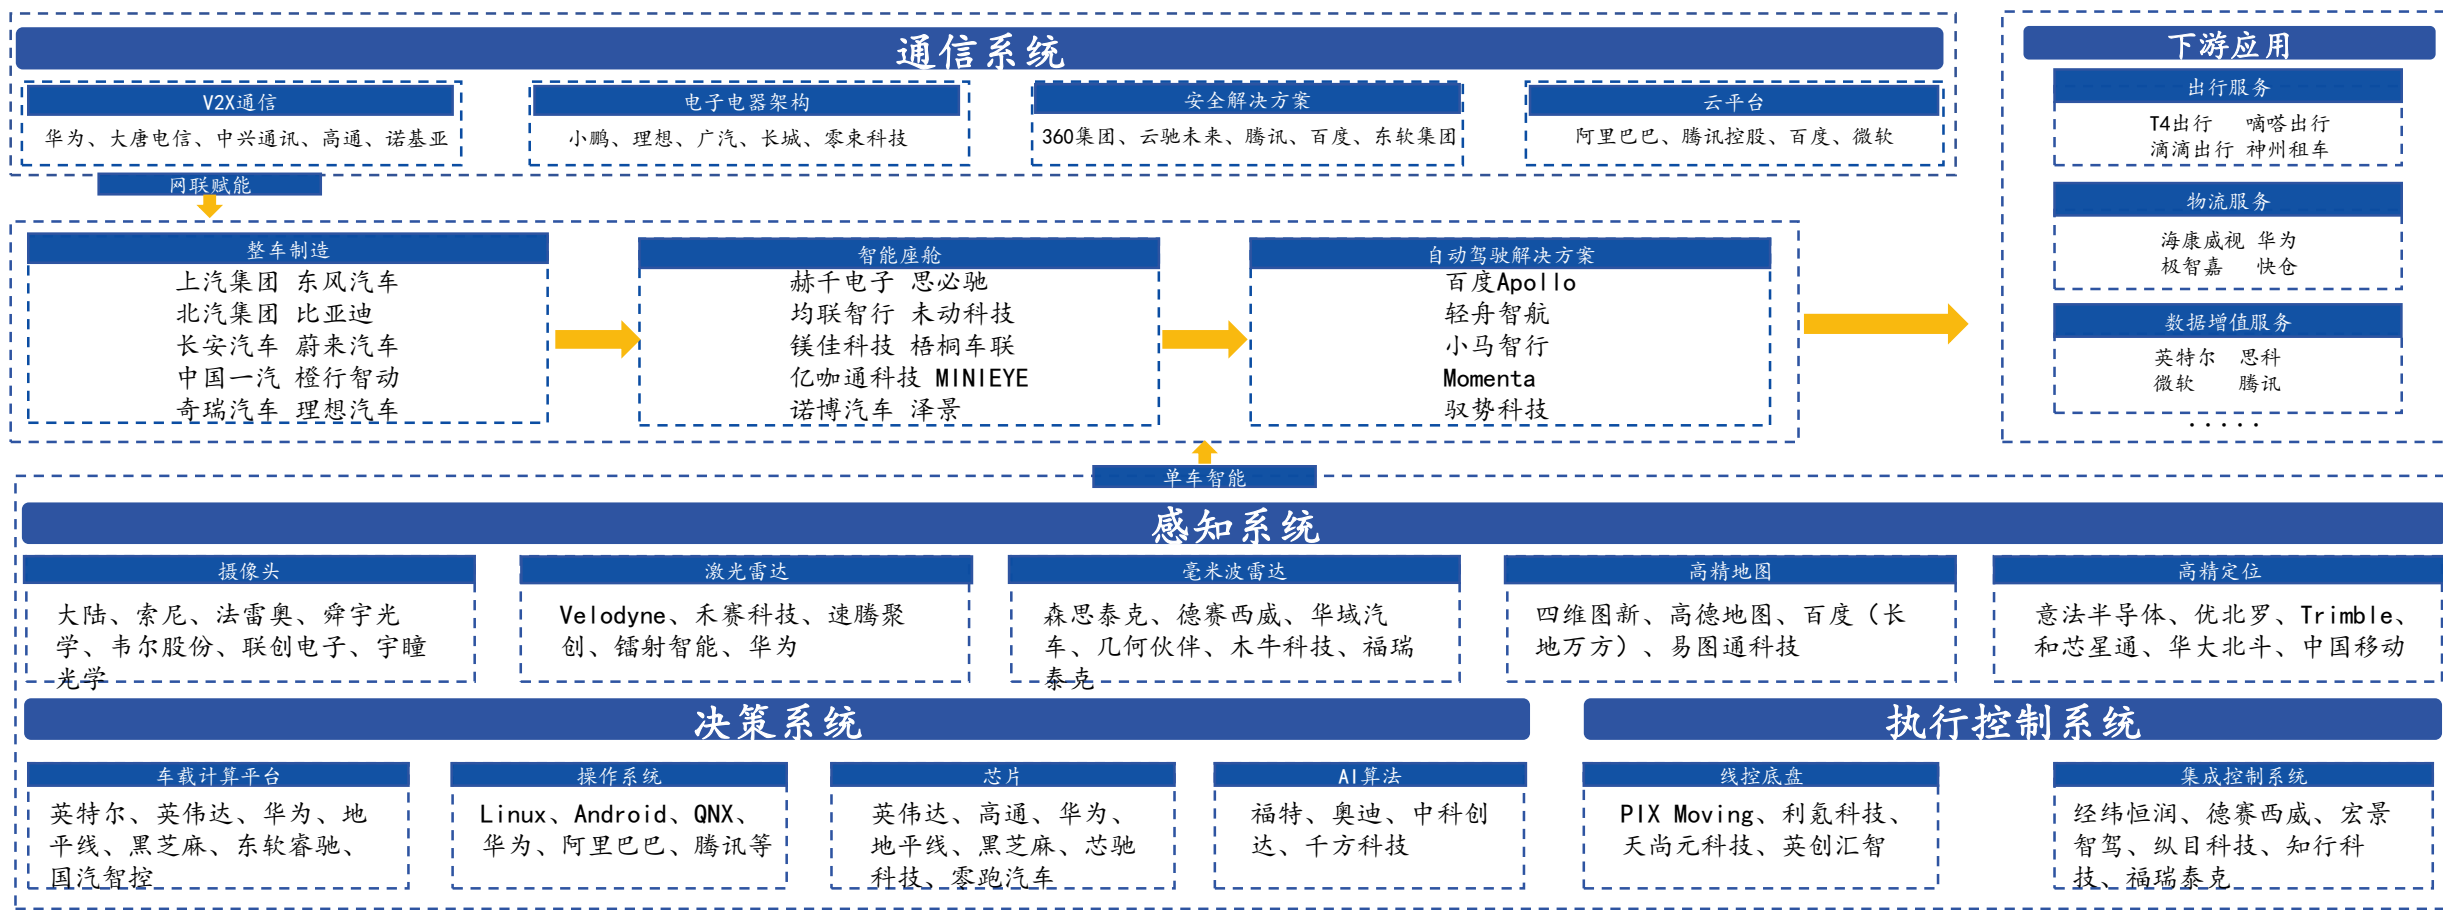 通信系统
V2X通信
华为、大唐电信、中兴通讯、高通、诺基亚
电子电器架构
小鹏、理想、广汽、长城、零束科技
安全解决方案
360集团、云驰未来、腾讯、百度、东软集团
云平台
阿里巴巴、腾讯控股、百度、微软
网联赋能
整车制造
上汽集团 东风汽车
北汽集团 比亚迪
长安汽车 蔚来汽车
中国一汽 橙行智动
奇瑞汽车 理想汽车
智能座舱
赫千电子 思必驰
均联智行 未动科技
镁佳科技 梧桐车联
亿咖通科技 MINIEYE
诺博汽车 泽景
自动驾驶解决方案
百度Apollo
轻舟智航
小马智行
Momenta
驭势科技
下游应用
出行服务
T4出行 嘀嗒出行
滴滴出行 神州租车
物流服务
海康威视 华为
极智嘉 快仓
数据增值服务
英特尔 思科
微软 腾讯
·····
单车智能
感知系统
摄像头
大陆、索尼、法雷奥、舜宇光
学、韦尔股份、联创电子、宇瞳
光学
激光雷达
Velodyne、禾赛科技、速腾聚
创、镭射智能、华为
毫米波雷达
森思泰克、德赛西威、华域汽
车、几何伙伴、木牛科技、福瑞
泰克
高精地图
四维图新、高德地图、百度（长
地万方）、易图通科技
高精定位
意法半导体、优北罗、Trimble、
和芯星通、华大北斗、中国移动
决策系统
车载计算平台
英特尔、英伟达、华为、地
平线、黑芝麻、东软睿驰、
国汽智控
操作系统
Linux、Android、QNX、
华为、阿里巴巴、腾讯等
芯片
英伟达、高通、华为、
地平线、黑芝麻、芯驰
科技、零跑汽车
AI算法
福特、奥迪、中科创
达、千方科技
执行控制系统
线控底盘
PIX Moving、利氪科技、
天尚元科技、英创汇智
集成控制系统
经纬恒润、德赛西威、宏景
智驾、纵目科技、知行科
技、福瑞泰克